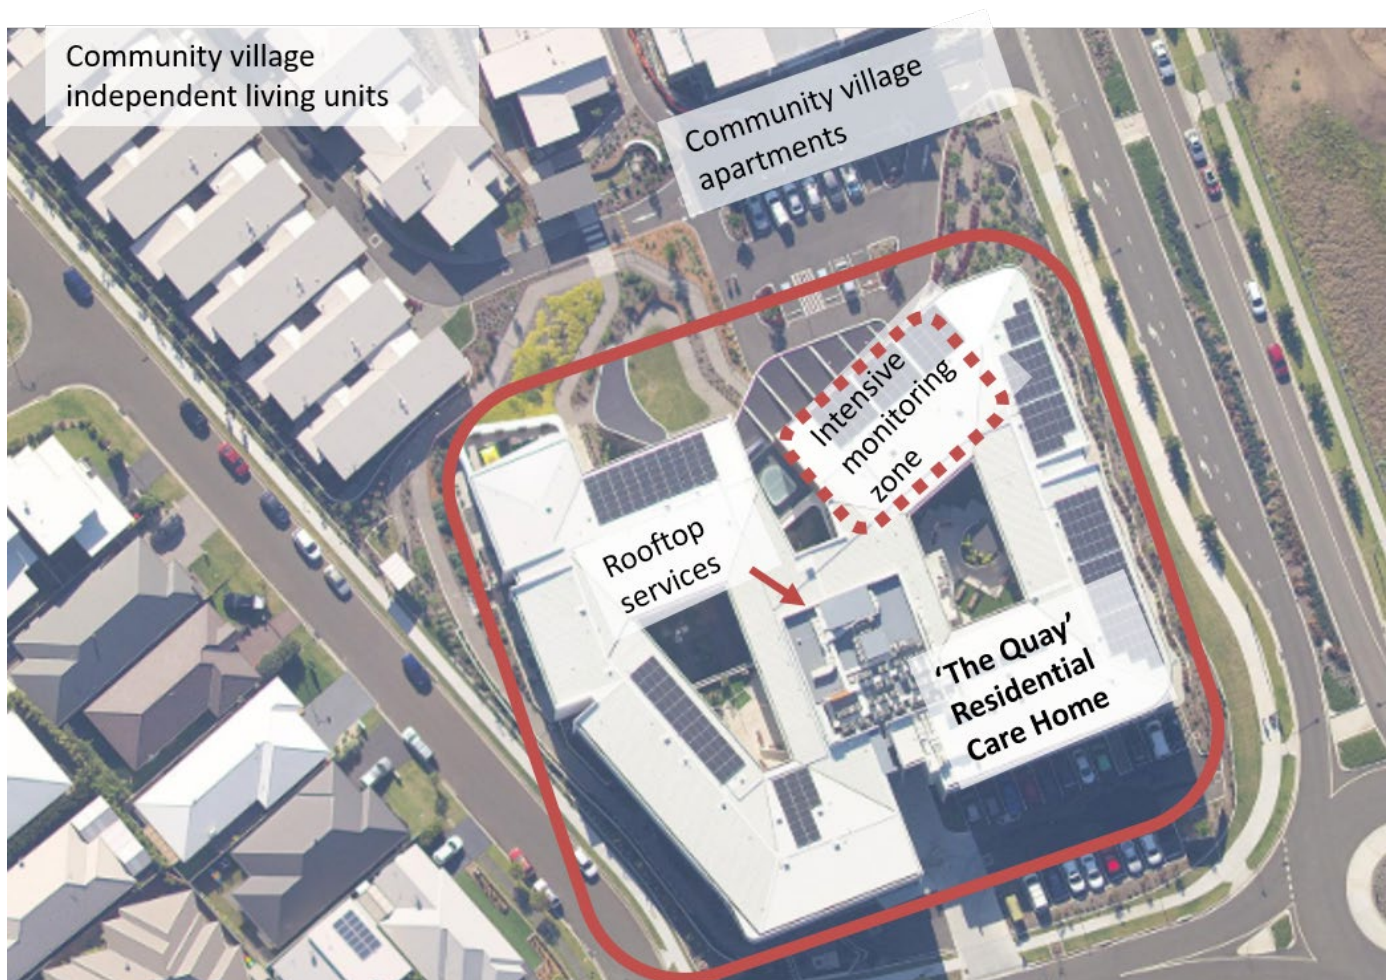 Community village
independent living units
Community village
apartments
Intensive
monitoring
zone
Rooftop
services
‘The Quay’
Residential
Care Home